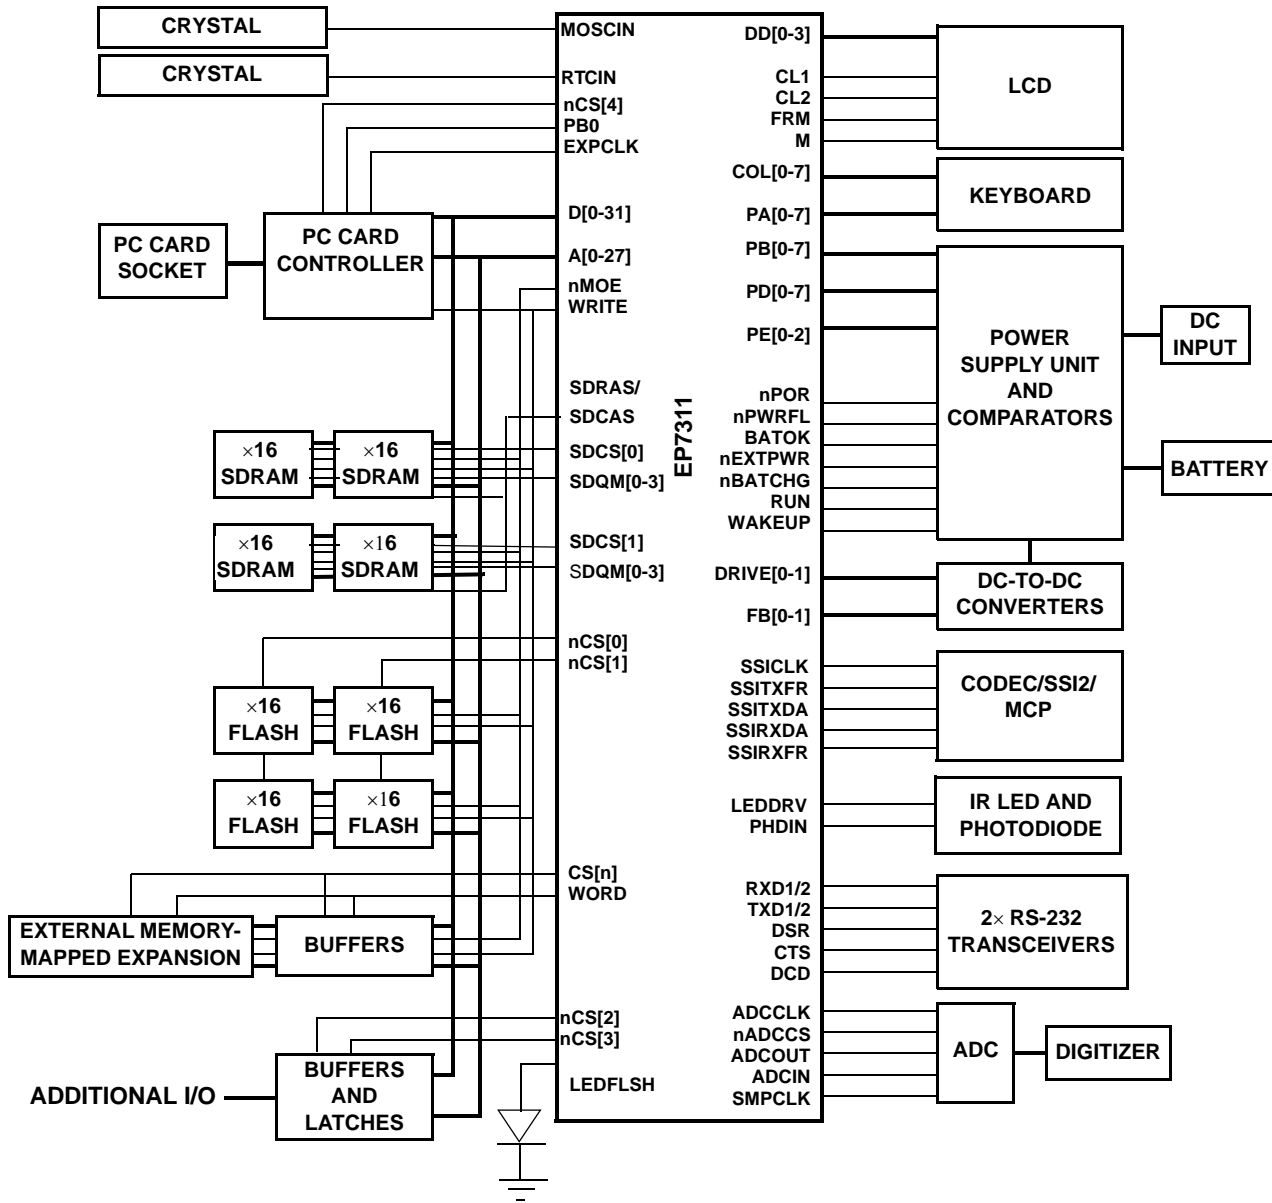 CRYSTAL
CRYSTAL
PC CARD
SOCKET
PC CARD
CONTROLLER
×16
SDRAM
×16
SDRAM
×16
SDRAM
×16
SDRAM
×16
FLASH
×16
FLASH
×16
FLASH
×16
FLASH
EXTERNAL MEMORY-
MAPPED EXPANSION
BUFFERS
ADDITIONAL I/O
BUFFERS
AND
LATCHES
MOSCIN
RTCIN
nCS[4]
PB0
EXPCLK
D[0-31]
A[0-27]
nMOE
WRITE
SDRAS/
SDCAS
SDCS[0]
SDQM[0-3]
SDCS[1]
SDQM[0-3]
nCS[0]
nCS[1]
CS[n]
WORD
nCS[2]
nCS[3]
LEDFLSH
EP7311
DD[0-3]
CL1
CL2
FRM
M
COL[0-7]
PA[0-7]
PB[0-7]
PD[0-7]
PE[0-2]
nPOR
nPWRFL
BATOK
nEXTPWR
nBATCHG
RUN
WAKEUP
DRIVE[0-1]
FB[0-1]
SSICLK
SSITXFR
SSITXDA
SSIRXDA
SSIRXFR
LEDDRV
PHDIN
RXD1/2
TXD1/2
DSR
CTS
DCD
ADCCLK
nADCCS
ADCOUT
ADCIN
SMPCLK
LCD
KEYBOARD
POWER
SUPPLY UNIT
AND
COMPARATORS
DC
INPUT
BATTERY
DC-TO-DC
CONVERTERS
CODEC/SSI2/
MCP
IR LED AND
PHOTODIODE
2× RS-232
TRANSCEIVERS
ADC
DIGITIZER